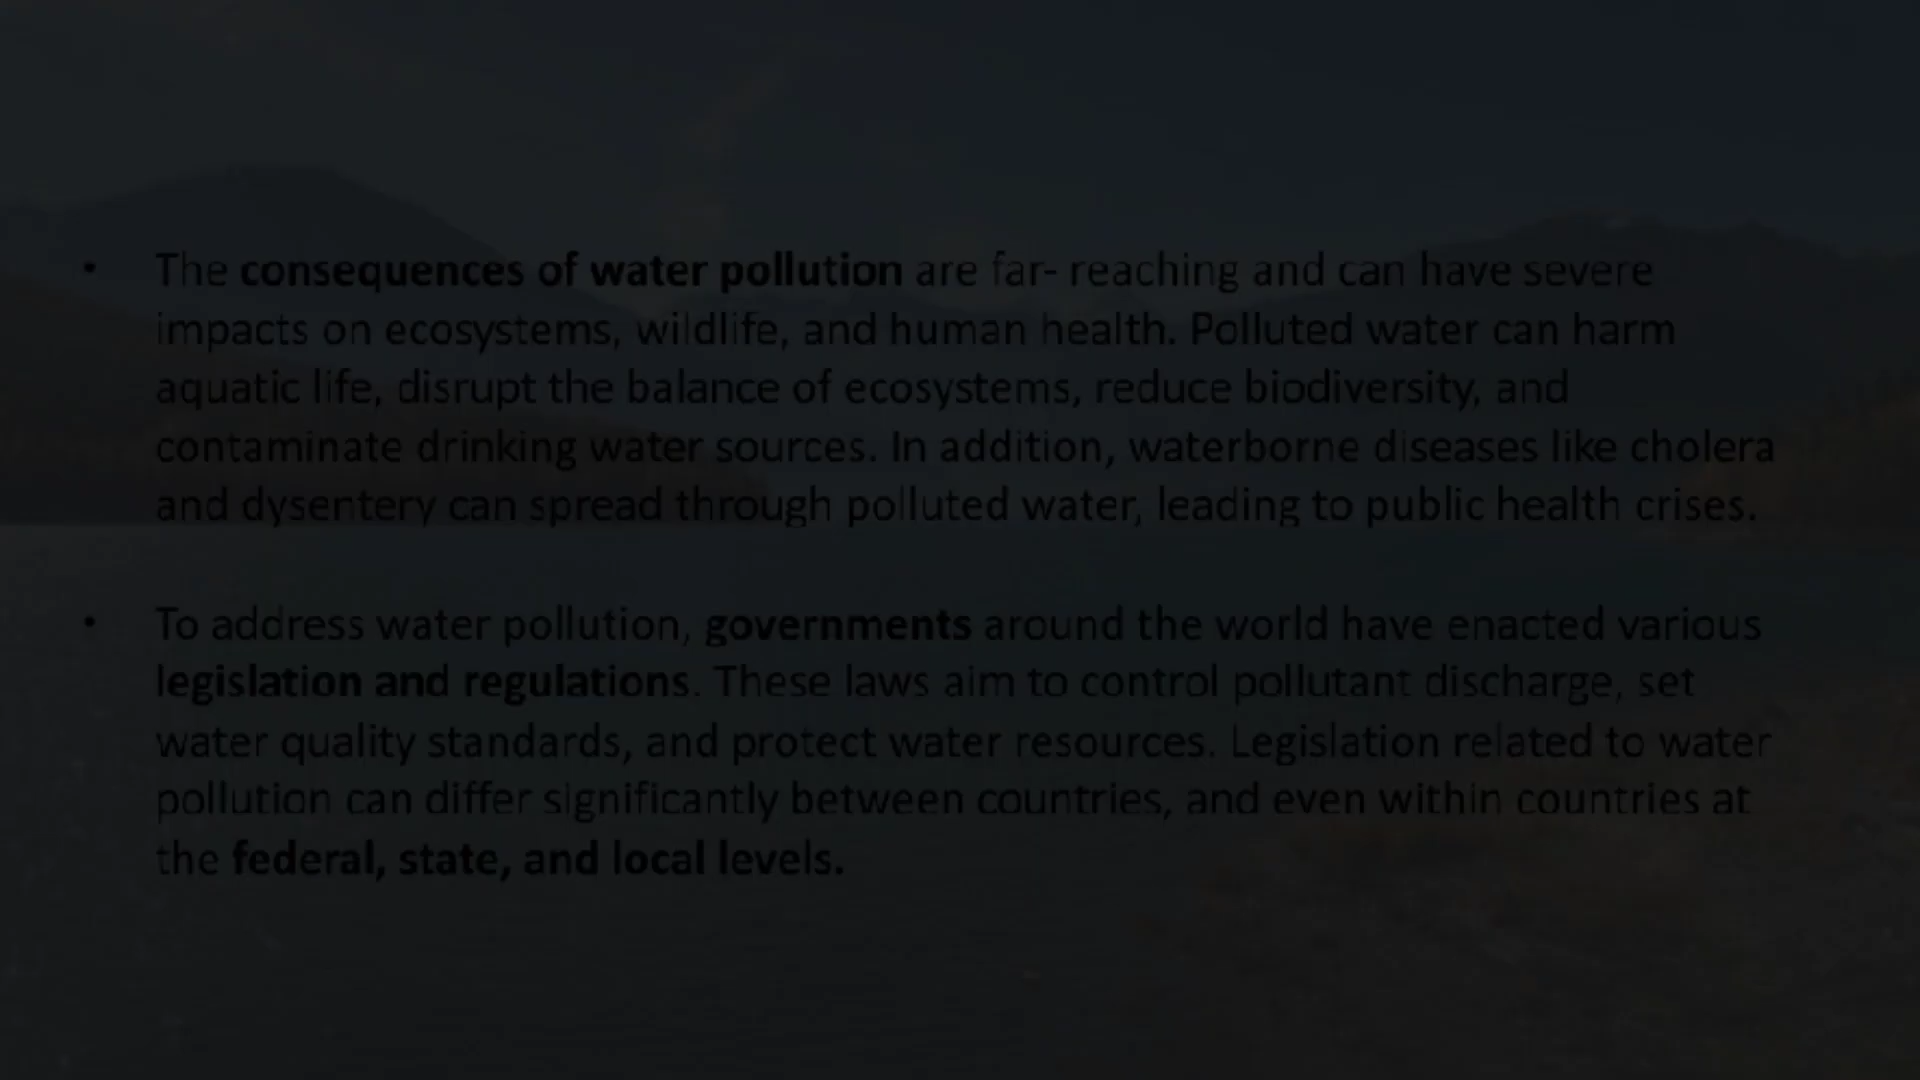 • The consequences of water pollution are far- reaching and can have severe
impacts on ecosystems, wildlife, and human health. Polluted water can harm
aquatic life, disrupt the balance of ecosystems, reduce biodiversity, and
contaminate drinking water sources. In addition, waterborne diseases like cholera
and dysentery can spread through polluted water, leading to public health crises.
• To address water pollution, governments around the world have enacted various
legislation and regulations. These laws aim to control pollutant discharge, set
water quality standards, and protect water resources. Legislation related to water
pollution can differ significantly between countries, and even within countries at
the federal, state, and local levels.